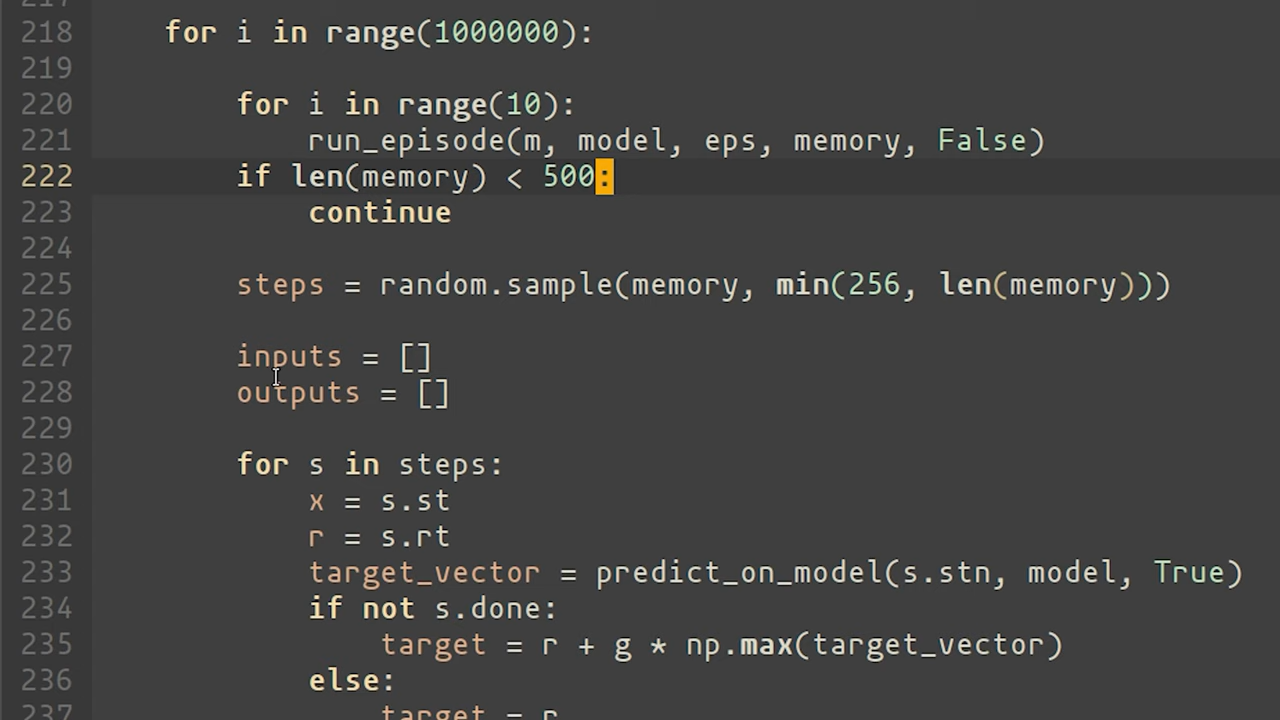 217
218 for i in range(1000000):
219
220 for i in range(10):
221 run_episode(m, model, eps, memory, False)
222 if len(memory) < 500:
223 continue
224
225 steps = random.sample(memory, min(256, len(memory)))
226
227 inputs = []
228 outputs = []
229
230 for s in steps:
231 x = s.st
232 r = s.rt
233 target_vector = predict_on_model(s.stn, model, True)
234 if not s.done:
235 target = r + g * np.max(target_vector)
236 else:
237 target = r